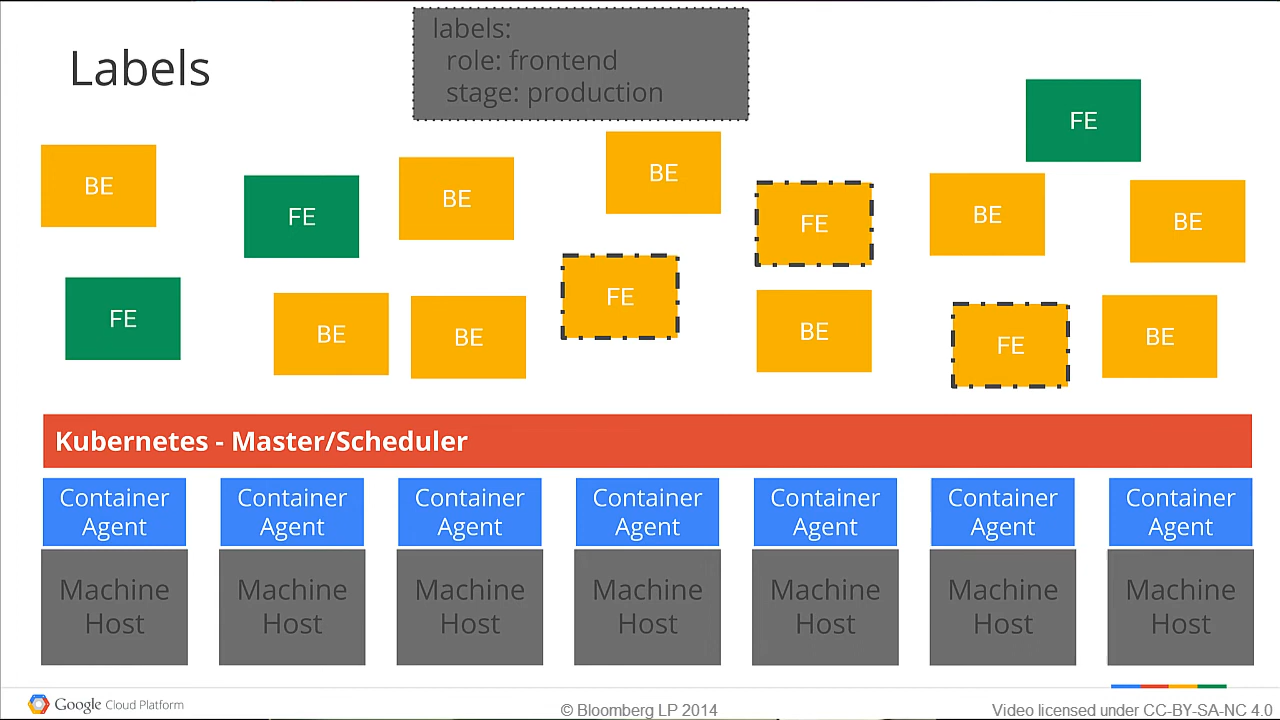 Labels
labels:
role: frontend
stage: production
FE
BE
FE
BE
BE
FE
BE
BE
FE
BE
BE
FE
BE
FE
BE
Kubernetes - Master/Scheduler
Container
Agent
Container
Agent
Container
Agent
Container
Agent
Container
Agent
Container
Agent
Container
Agent
Machine
Host
Machine
Host
Machine
Host
Machine
Host
Machine
Host
Machine
Host
Machine
Host
Google Cloud Platform
© Bloomberg LP 2014
Video licensed under CC-BY-SA-NC 4.0